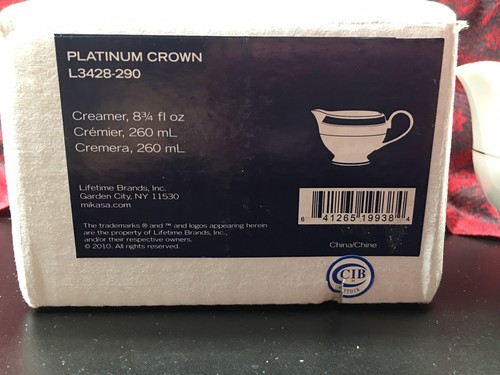 PLATINUM CROWN
L3428-290
Creamer, 8¾ fl oz
Crémier, 260 mL
Cremera, 260 mL
Lifetime Brands, Inc.
Garden City, NY 11530
mikasa.com
The trademarks ® and ™ and logos appearing herein
are the property of Lifetime Brands, Inc.,
and/or their respective owners.
© 2010. All rights reserved.
6 41265 19938 4
China/Chine
CIB